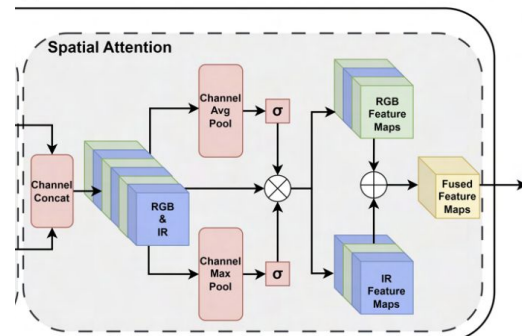 Spatial Attention
Channel
Concat
RGB
&
IR
Channel
Avg
Pool
σ
Channel
Max
Pool
σ
RGB
Feature
Maps
IR
Feature
Maps
Fused
Feature
Maps